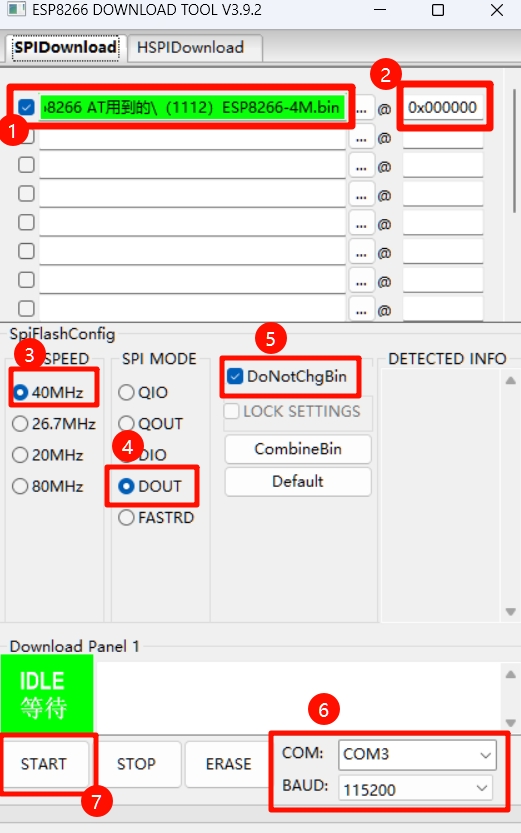 ESP8266 DOWNLOAD TOOL V3.9.2
SPIDownload HSPIDownload
2
8266 AT用到的\（1112）ESP8266-4M.bin ... @ 0x000000
1
... @
... @
... @
... @
... @
... @
... @
SpiFlashConfig
5
3 SPEED SPI MODE DoNotChgBin DETECTED INFO
40MHz QIO LOCK SETTINGS
26.7MHz QOUT
4
20MHz DIO CombineBin
80MHz DOUT Default
FASTRD
Download Panel 1
IDLE
等待
6
START STOP ERASE COM: COM3
BAUD: 115200
7